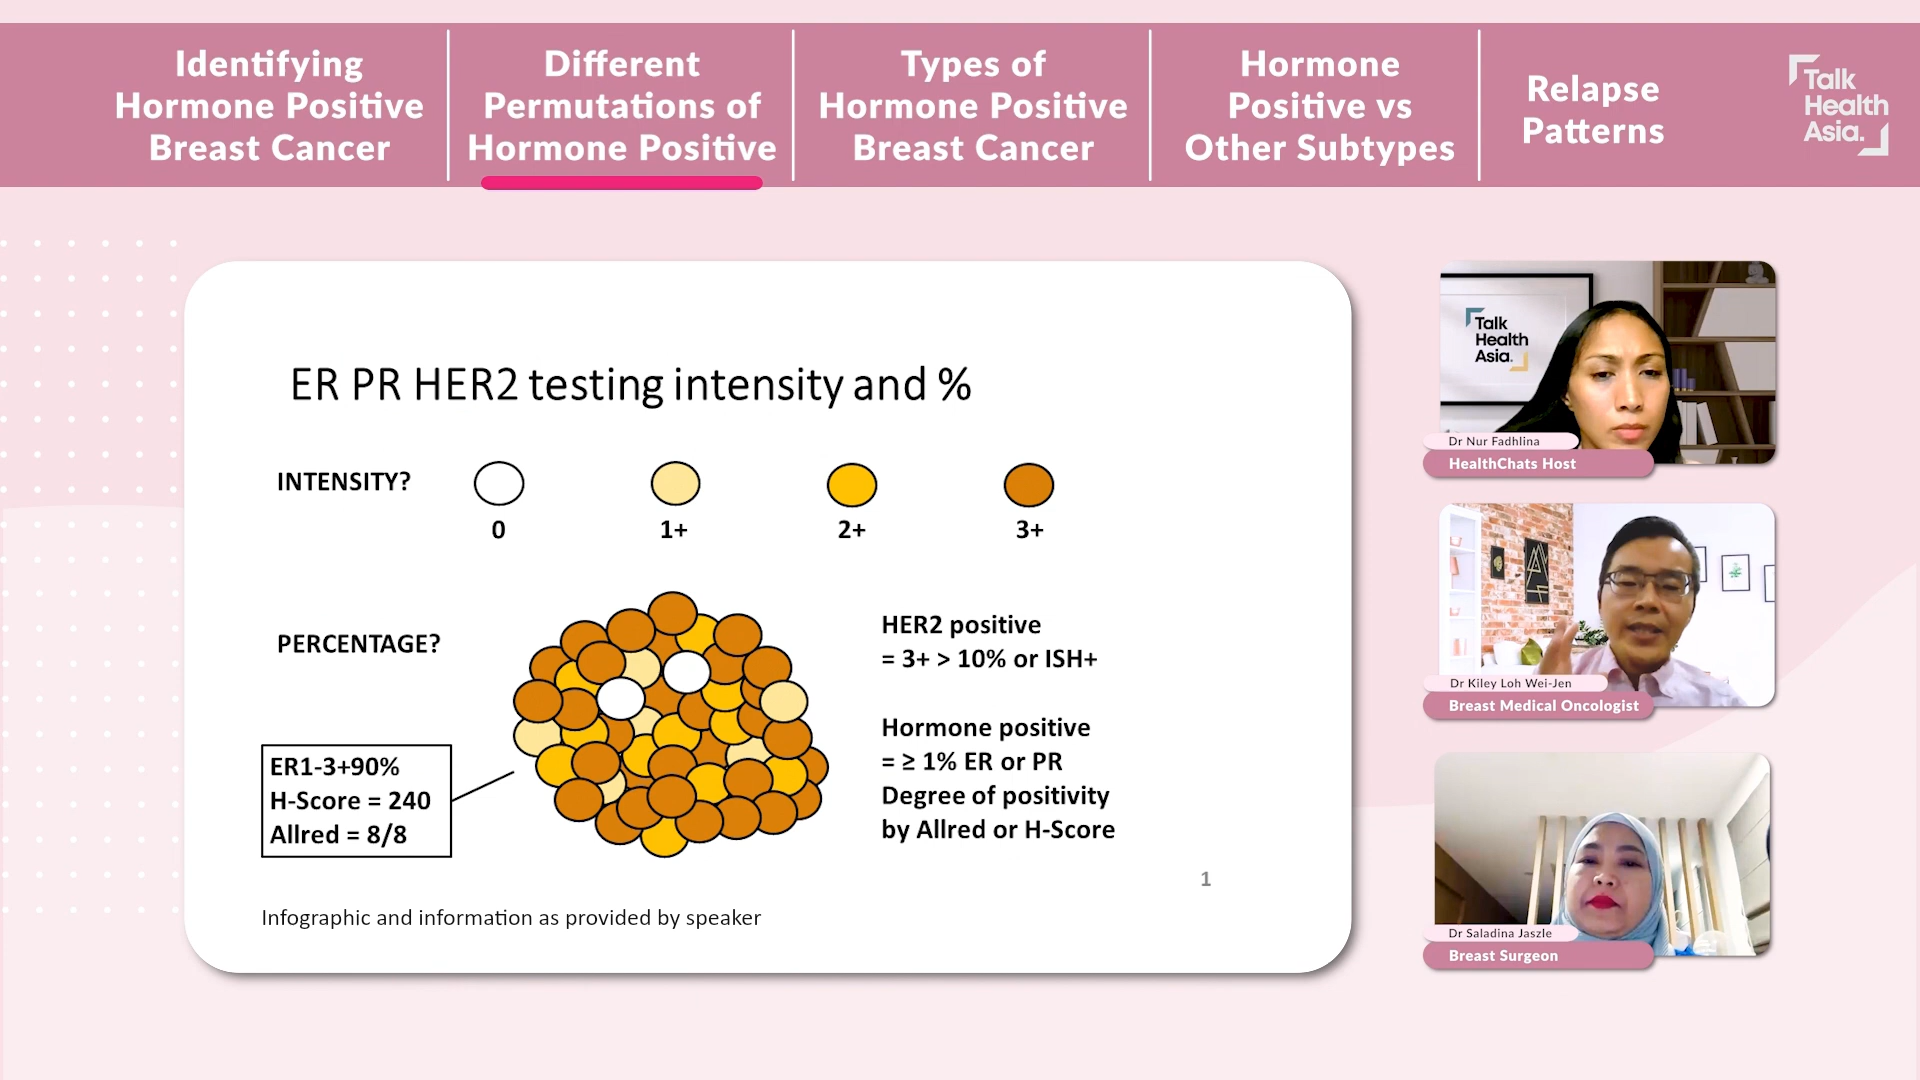 Identifying
Hormone Positive
Breast Cancer
Different
Permutations of
Hormone Positive
Types of
Hormone Positive
Breast Cancer
Hormone
Positive vs
Other Subtypes
Relapse
Patterns
Talk
Health
Asia.
ER PR HER2 testing intensity and %
INTENSITY?
0
1+
2+
3+
PERCENTAGE?
HER2 positive
= 3+ > 10% or ISH+
Hormone positive
= ≥ 1% ER or PR
Degree of positivity
by Allred or H-Score
ER1-3+90%
H-Score = 240
Allred = 8/8
1
Infographic and information as provided by speaker
Talk
Health
Asia.
Dr Nur Fadhlina
HealthChats Host
Dr Kiley Loh Wei-Jen
Breast Medical Oncologist
Dr Saladina Jaszle
Breast Surgeon